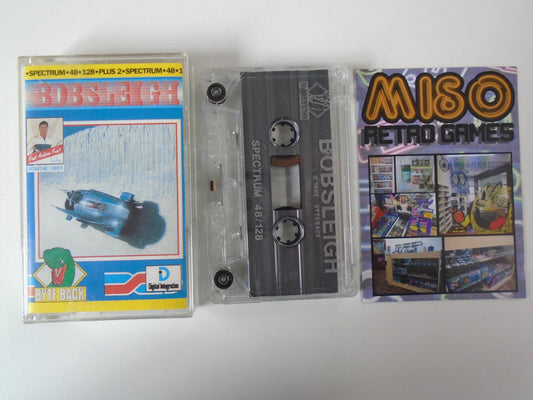 •SPECTRUM•48•128•PLUS 2•SPECTRUM•48•1
BOBSLEIGH
BYTE BACK
Digital Integration
BOBSLEIGH
BYTEBACK
SPECTRUM 48/128
MISO
RETRO GAMES